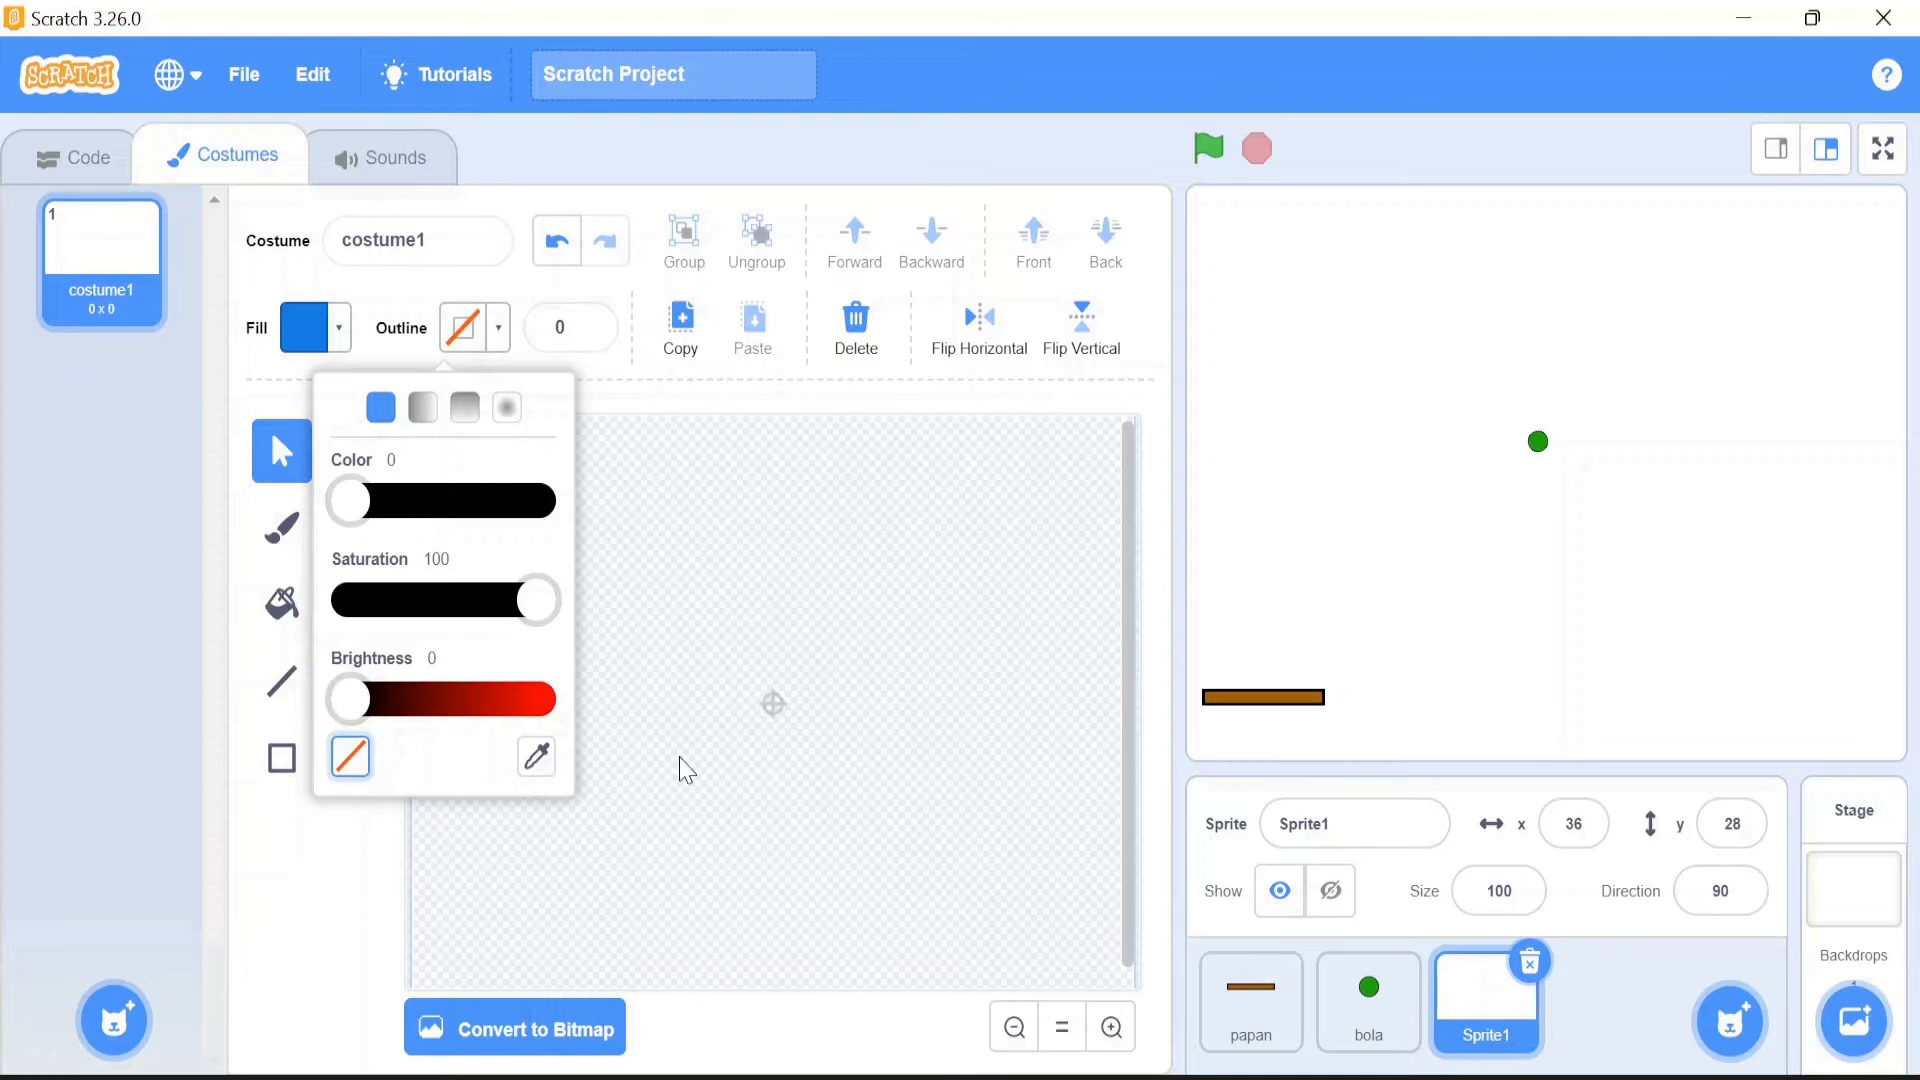 Scratch 3.26.0
SCRATCH File Edit Tutorials Scratch Project ?
Code Costumes Sounds
1
costume1
0 x 0
Costume costume1 Group Ungroup Forward Backward Front Back
Fill Outline 0 Copy Paste Delete Flip Horizontal Flip Vertical
Color 0
Saturation 100
Brightness 0
Convert to Bitmap
Sprite Sprite1 x 36 y 28
Show Size 100 Direction 90
papan bola Sprite1
Stage
Backdrops